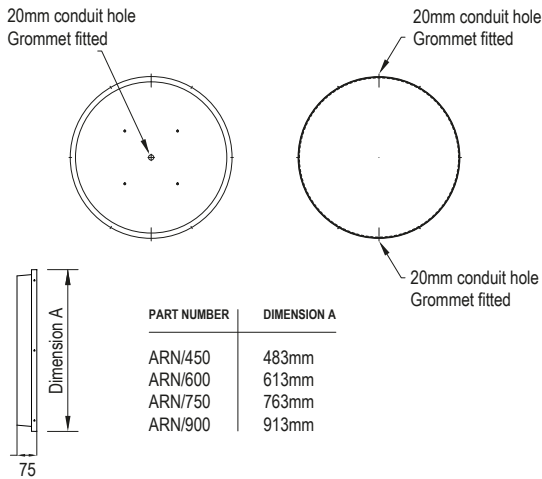 20mm conduit hole
Grommet fitted
20mm conduit hole
Grommet fitted
20mm conduit hole
Grommet fitted
Dimension A
75
PART NUMBER DIMENSION A
ARN/450 483mm
ARN/600 613mm
ARN/750 763mm
ARN/900 913mm